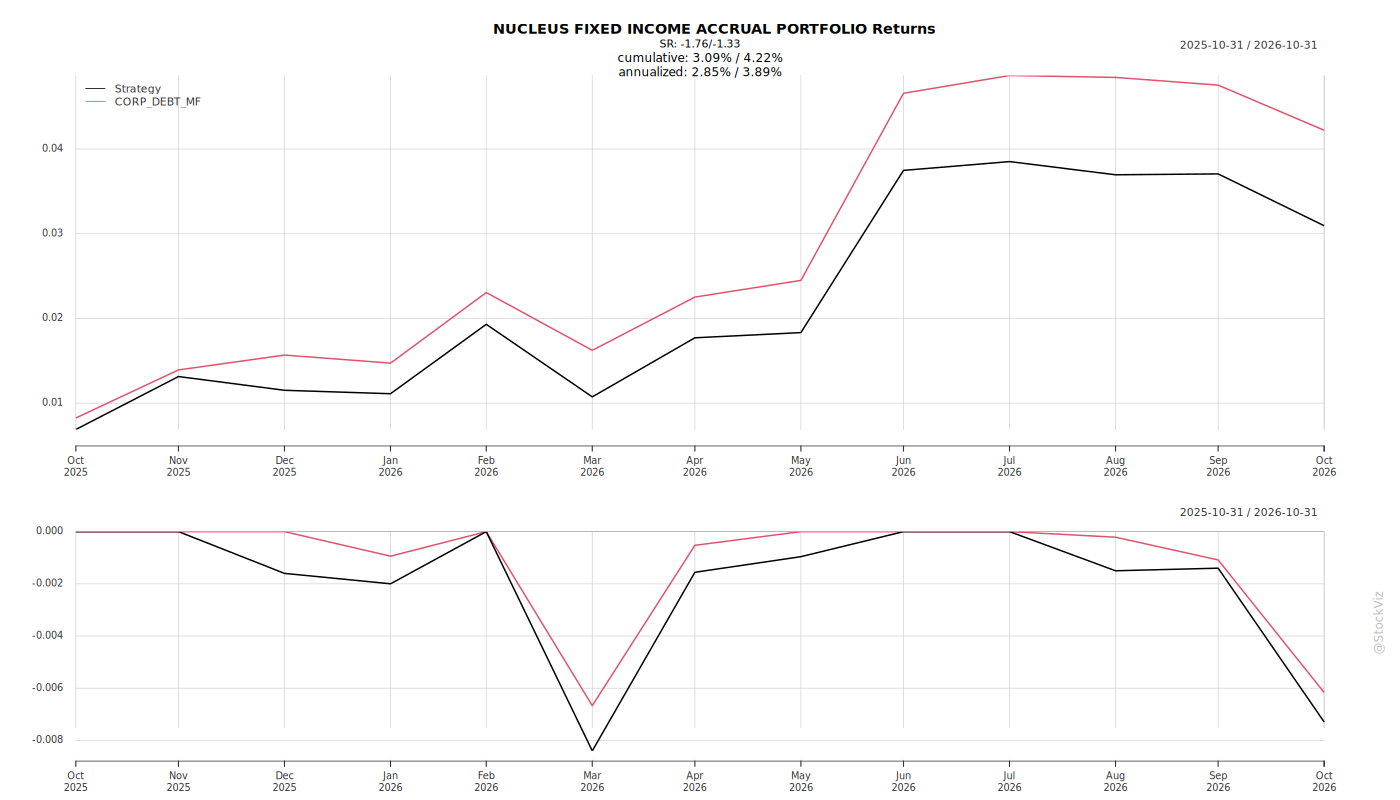 NUCLEUS FIXED INCOME ACCRUAL PORTFOLIO Returns
SR: -1.76/-1.33
cumulative: 3.09% / 4.22%
annualized: 2.85% / 3.89%
2025-10-31 / 2026-10-31
Strategy
CORP_DEBT_MF
0.04
0.03
0.02
0.01
Oct Nov Dec Jan Feb Mar Apr May Jun Jul Aug Sep Oct
2025 2025 2025 2026 2026 2026 2026 2026 2026 2026 2026 2026 2026
2025-10-31 / 2026-10-31
0.000
-0.002
-0.004
-0.006
-0.008
Oct Nov Dec Jan Feb Mar Apr May Jun Jul Aug Sep Oct
2025 2025 2025 2026 2026 2026 2026 2026 2026 2026 2026 2026 2026
@StockViz